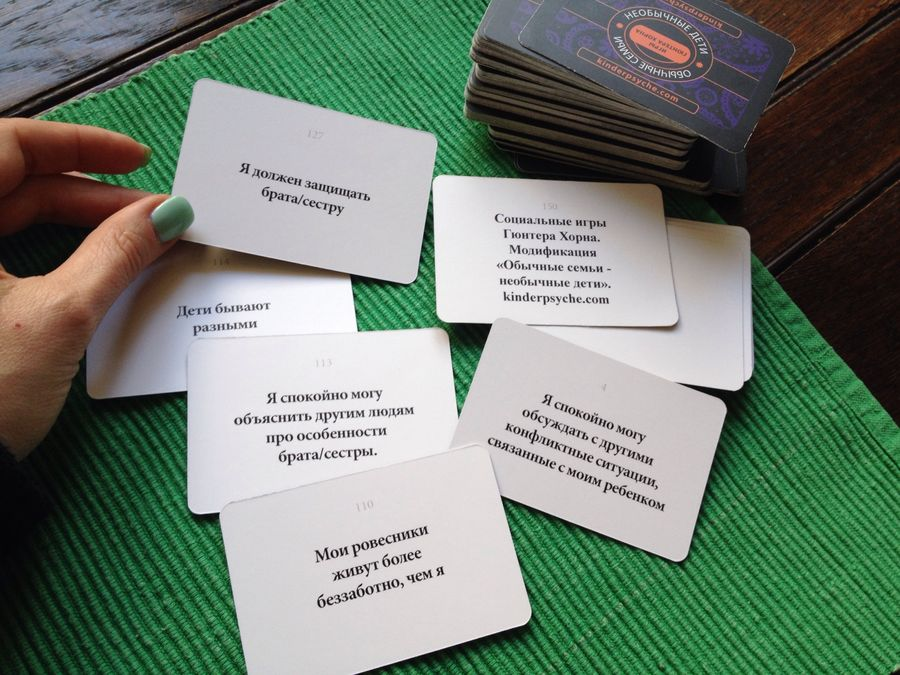 НЕОБЫЧНЫЕ ДЕТИ
ИГРЫ
ГЮНТЕРА ХОРНА
ОБЫЧНЫЕ СЕМЬИ
kinderpsyche.com
kinderpsyche.com
127
Я должен защищать
брата/сестру
150
Социальные игры
Гюнтера Хорна.
Модификация
«Обычные семьи -
необычные дети».
kinderpsyche.com
114
Дети бывают
разными
113
Я спокойно могу
объяснить другим людям
про особенности
брата/сестры.
4
Я спокойно могу
обсуждать с другими
конфликтные ситуации,
связанные с моим ребенком
110
Мои ровесники
живут более
беззаботно, чем я